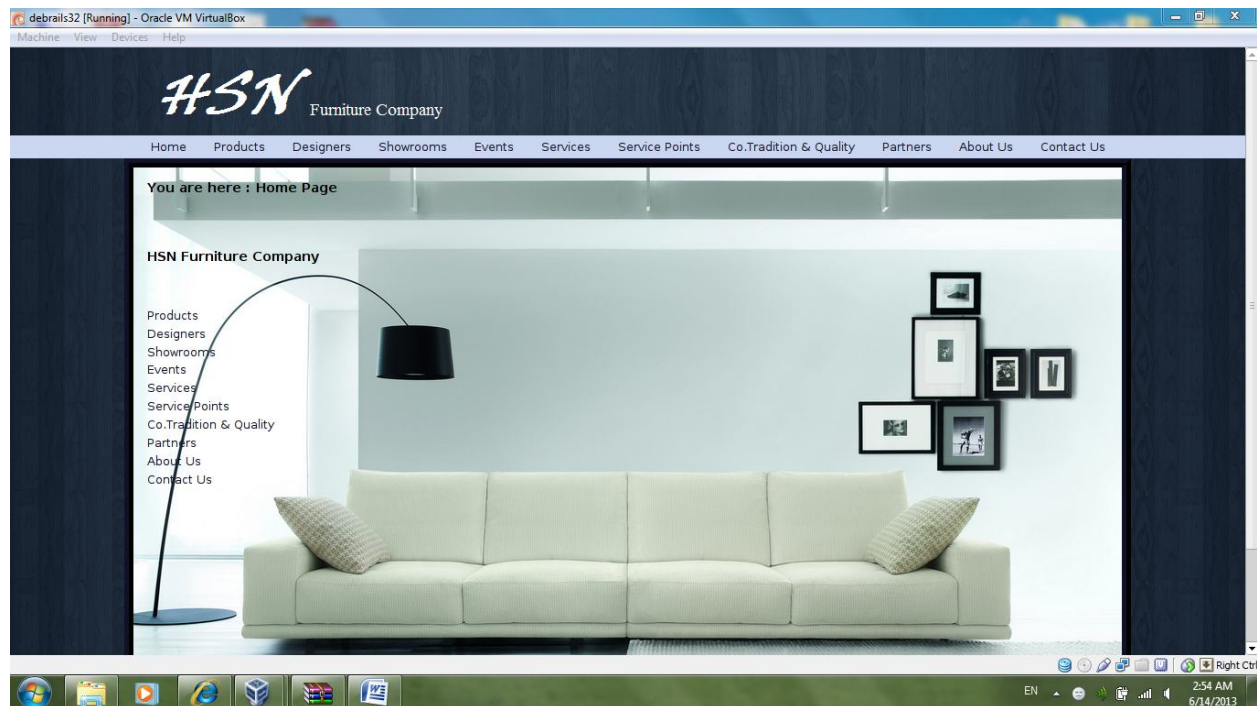 debrails32 [Running] - Oracle VM VirtualBox
Machine View Devices Help
HSN Furniture Company
Home Products Designers Showrooms Events Services Service Points Co.Tradition & Quality Partners About Us Contact Us
You are here : Home Page
HSN Furniture Company
Products
Designers
Showrooms
Events
Services
Service Points
Co.Tradition & Quality
Partners
About Us
Contact Us
Right Ctrl
EN
2:54 AM
6/14/2013